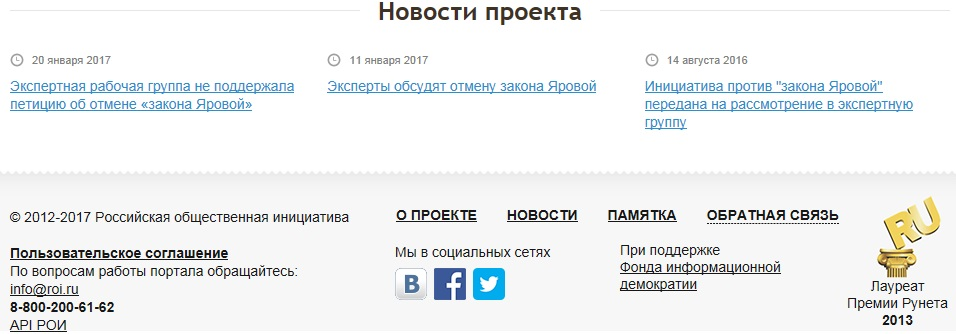 Новости проекта
20 января 2017
Экспертная рабочая группа не поддержала
петицию об отмене «закона Яровой»
11 января 2017
Эксперты обсудят отмену закона Яровой
14 августа 2016
Инициатива против "закона Яровой"
передана на рассмотрение в экспертную
группу
© 2012-2017 Российская общественная инициатива
Пользовательское соглашение
По вопросам работы портала обращайтесь:
info@roi.ru
8-800-200-61-62
API РОИ
О ПРОЕКТЕ НОВОСТИ ПАМЯТКА ОБРАТНАЯ СВЯЗЬ
Мы в социальных сетях
В f
При поддержке
Фонда информационной
демократии
RU
Лауреат
Премии Рунета
2013